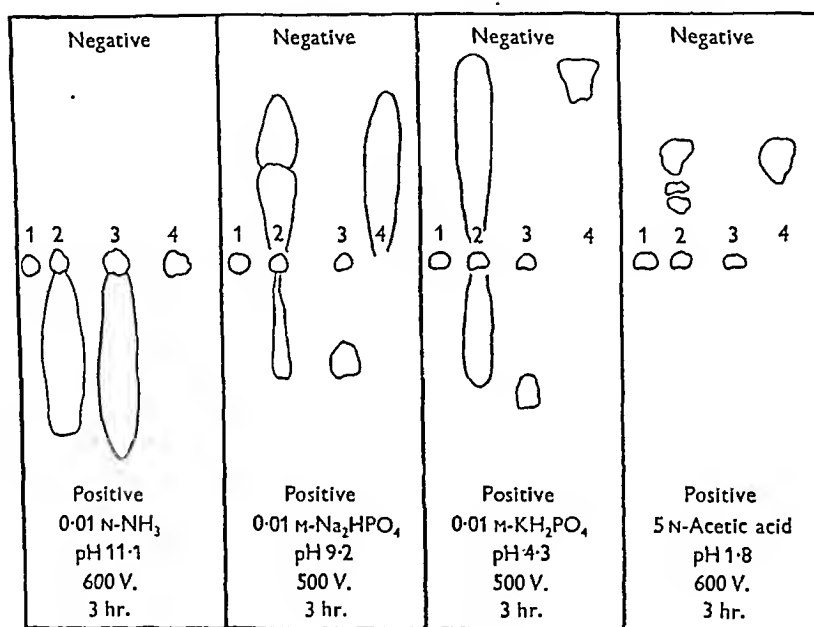 Negative
1 2 3 4
Positive
0·01 N-NH₃
pH 11·1
600 V.
3 hr.
Negative
1 2 3 4
Positive
0·01 M-Na₂HPO₄
pH 9·2
500 V.
3 hr.
Negative
1 2 3 4
Positive
0·01 M-KH₂PO₄
pH 4·3
500 V.
3 hr.
Negative
1 2 3 4
Positive
5 N-Acetic acid
pH 1·8
600 V.
3 hr.